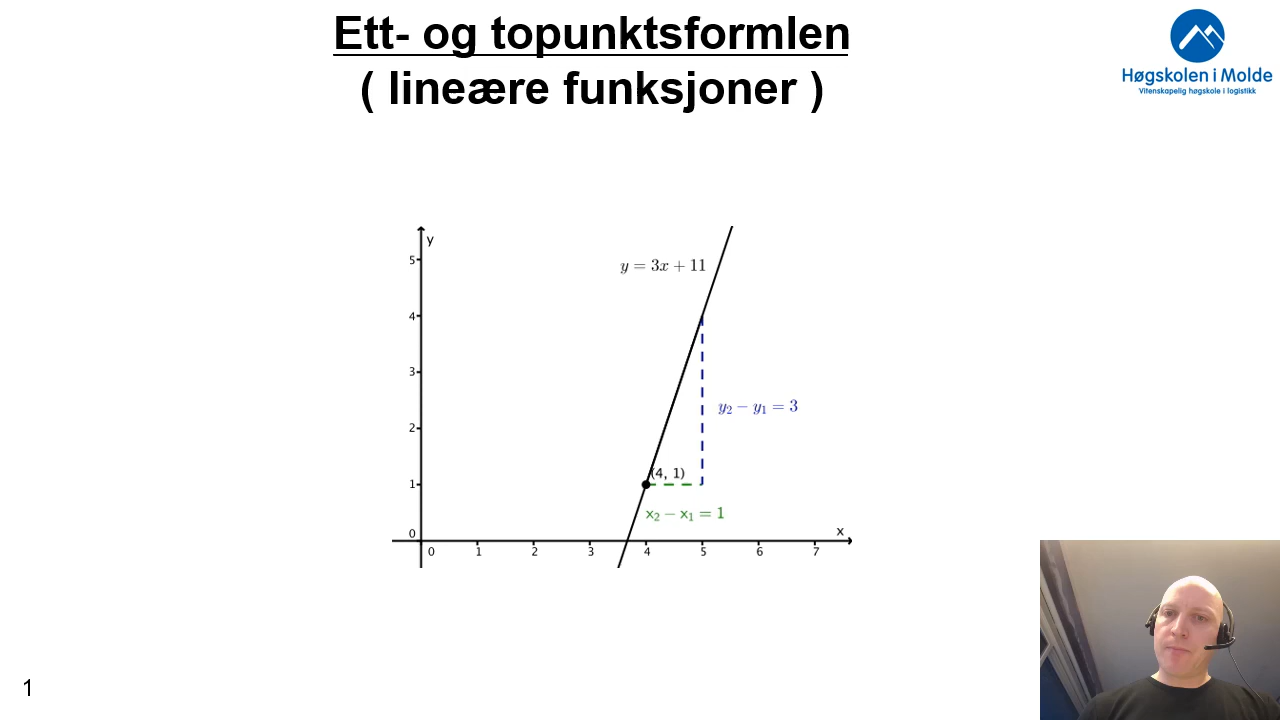 Ett- og topunktsformlen
( lineære funksjoner )
Høgskolen i Molde
Vitenskapelig høgskole i logistikk
y
5
y = 3x + 11
4
3
y₂ − y₁ = 3
2
(4, 1)
1
x₂ − x₁ = 1
0
x
0 1 2 3 4 5 6 7
1